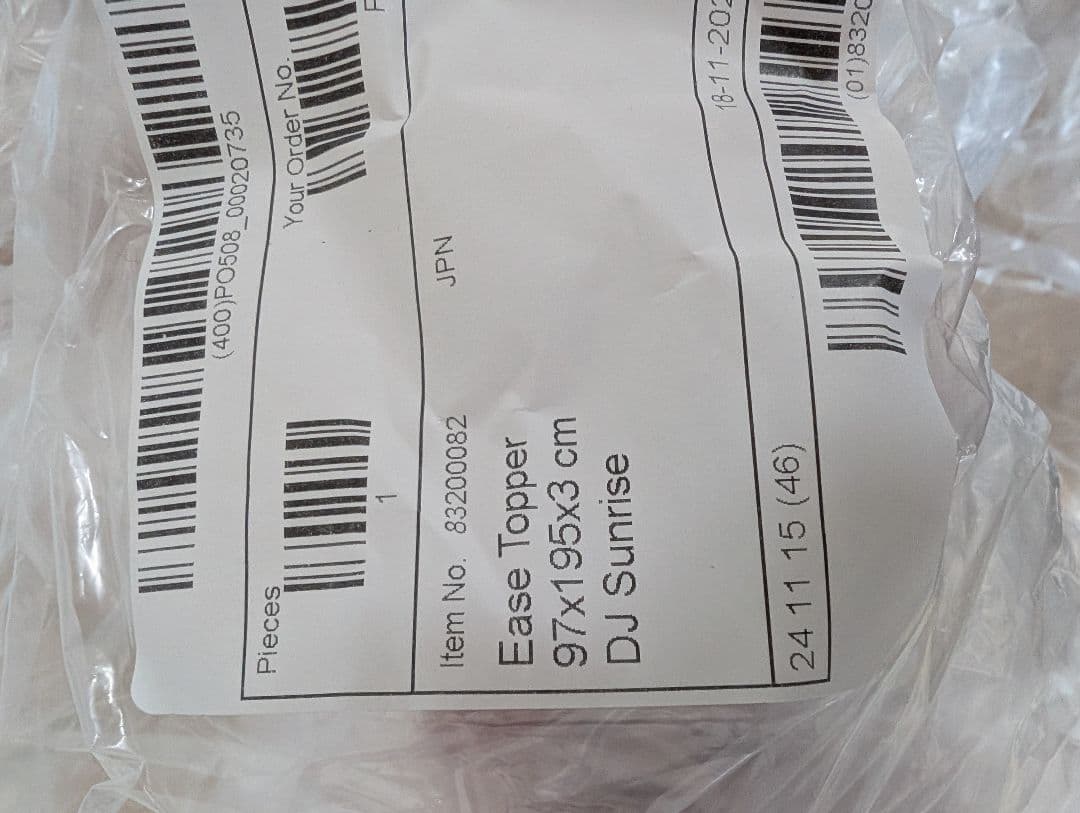 (400)PO508_00020735
Pieces
Your Order No.
1
Item No. 83200082 JPN
Ease Topper
97x195x3 cm
DJ Sunrise
18-11-202
24 11 15 (46)
(01)8320